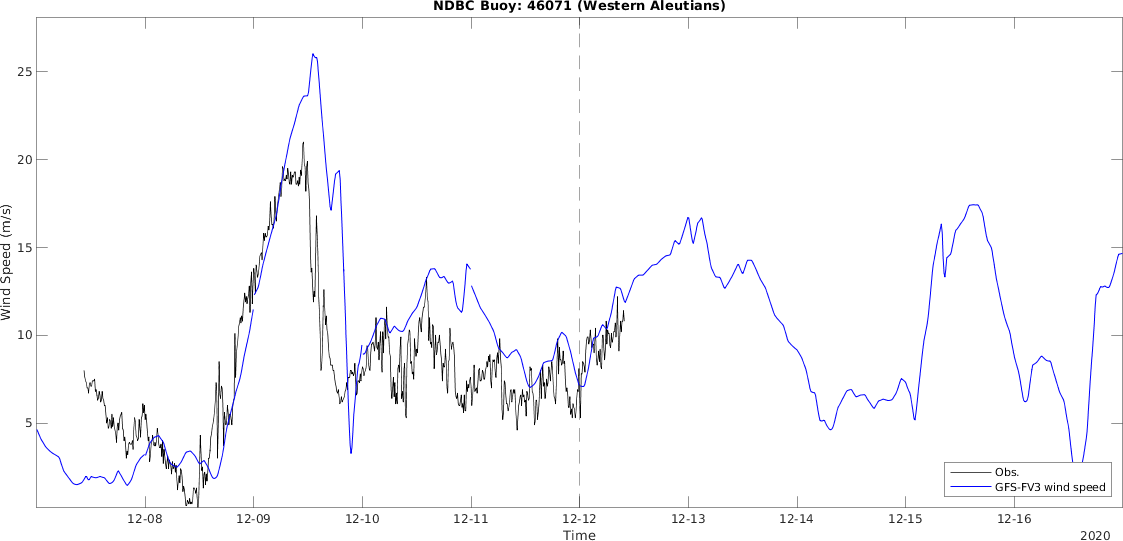 NDBC Buoy: 46071 (Western Aleutians)
Wind Speed (m/s)
25
20
15
10
5
Obs.
GFS-FV3 wind speed
12-08 12-09 12-10 12-11 12-12 12-13 12-14 12-15 12-16
Time
2020